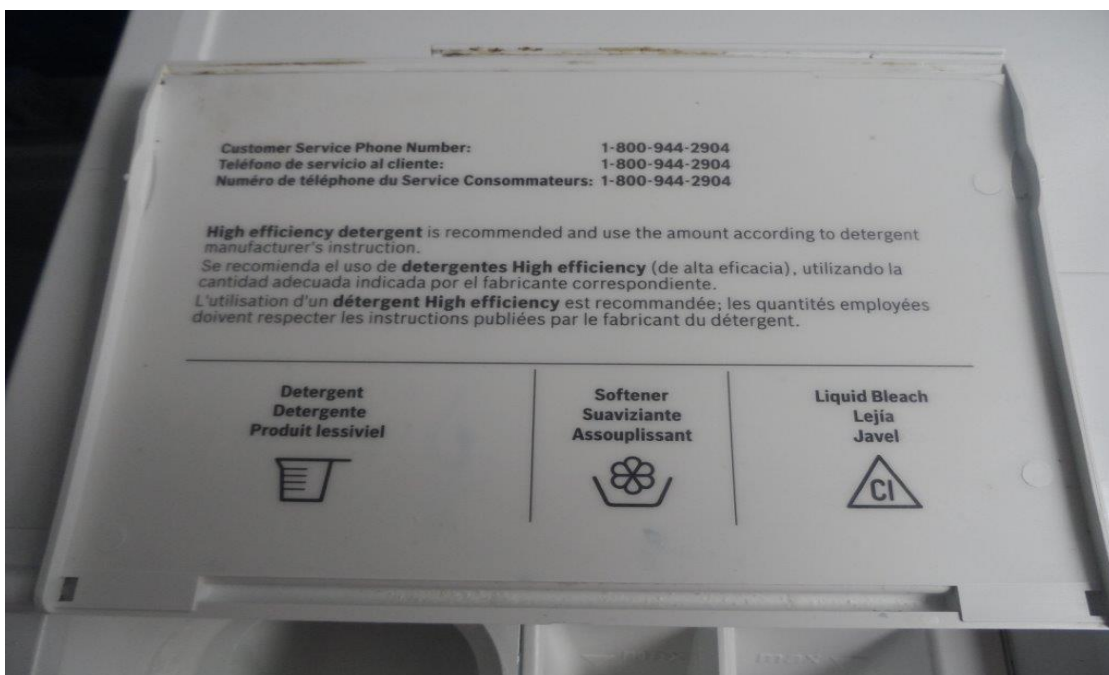 Customer Service Phone Number: 1-800-944-2904
Teléfono de servicio al cliente: 1-800-944-2904
Numéro de téléphone du Service Consommateurs: 1-800-944-2904
High efficiency detergent is recommended and use the amount according to detergent
manufacturer's instruction.
Se recomienda el uso de detergentes High efficiency (de alta eficacia), utilizando la
cantidad adecuada indicada por el fabricante correspondiente.
L'utilisation d'un détergent High efficiency est recommandée; les quantités employées
doivent respecter les instructions publiées par le fabricant du détergent.
Detergent
Detergente
Produit lessiviel
Softener
Suaviziante
Assouplissant
Liquid Bleach
Lejía
Javel
Cl
max